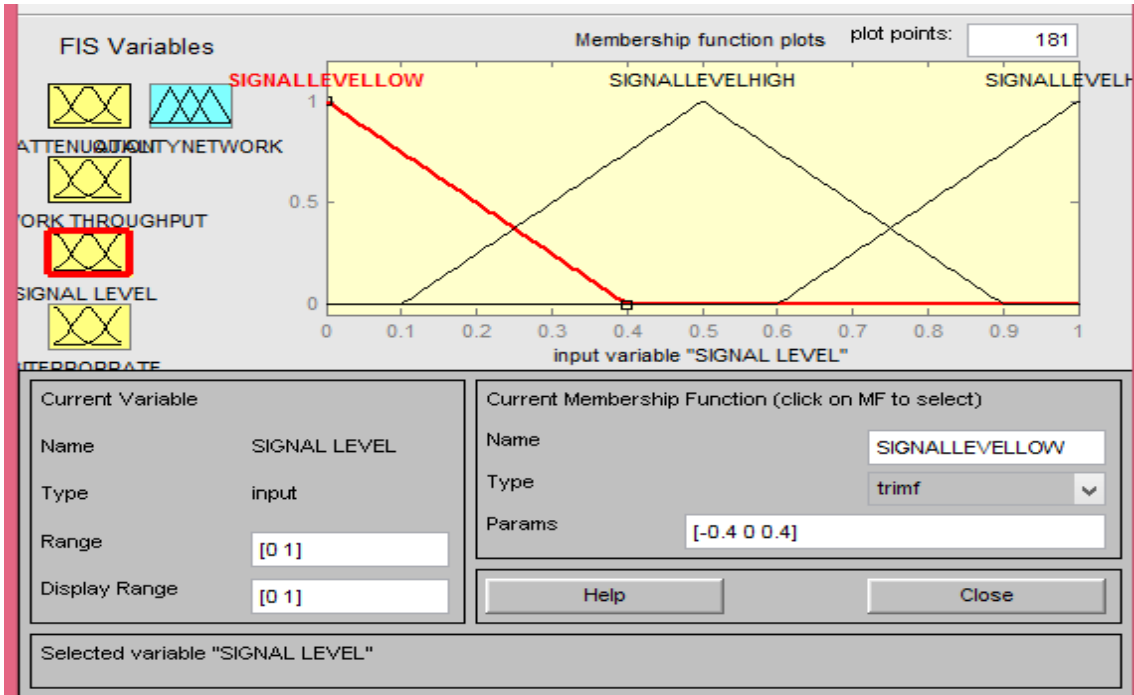 FIS Variables
Membership function plots
plot points:
181
SIGNALLEVELLOW
SIGNALLEVELHIGH
SIGNALLEVELH
ATTENUATION
QUALITYNETWORK
ORK THROUGHPUT
SIGNAL LEVEL
1
0.5
0
0 0.1 0.2 0.3 0.4 0.5 0.6 0.7 0.8 0.9 1
input variable "SIGNAL LEVEL"
Current Variable
Name SIGNAL LEVEL
Type input
Range [0 1]
Display Range [0 1]
Current Membership Function (click on MF to select)
Name SIGNALLEVELLOW
Type trimf
Params [-0.4 0 0.4]
Help Close
Selected variable "SIGNAL LEVEL"